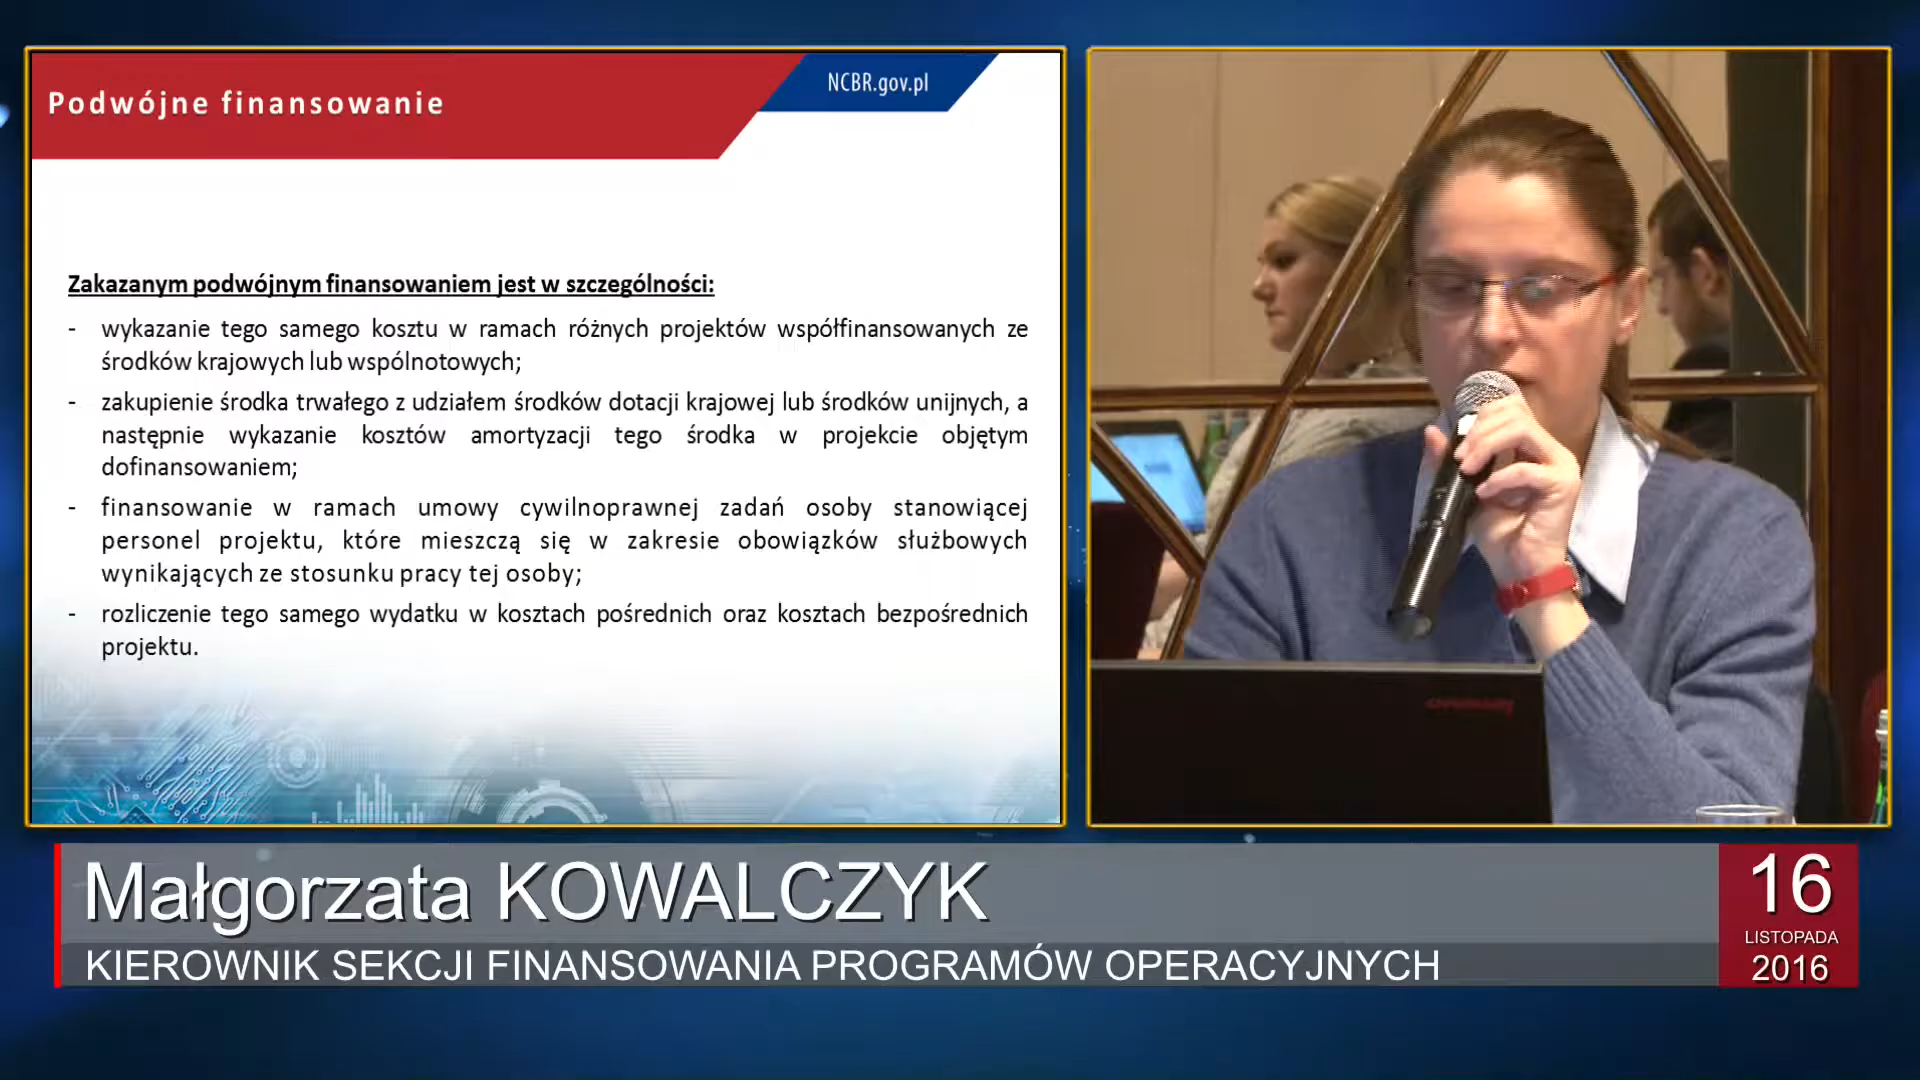 Podwójne finansowanie
NCBR.gov.pl
Zakazanym podwójnym finansowaniem jest w szczególności:
- wykazanie tego samego kosztu w ramach różnych projektów współfinansowanych ze
środków krajowych lub wspólnotowych;
- zakupienie środka trwałego z udziałem środków dotacji krajowej lub środków unijnych, a
następnie wykazanie kosztów amortyzacji tego środka w projekcie objętym
dofinansowaniem;
- finansowanie w ramach umowy cywilnoprawnej zadań osoby stanowiącej
personel projektu, które mieszczą się w zakresie obowiązków służbowych
wynikających ze stosunku pracy tej osoby;
- rozliczenie tego samego wydatku w kosztach pośrednich oraz kosztach bezpośrednich
projektu.
Małgorzata KOWALCZYK
KIEROWNIK SEKCJI FINANSOWANIA PROGRAMÓW OPERACYJNYCH
16
LISTOPADA
2016